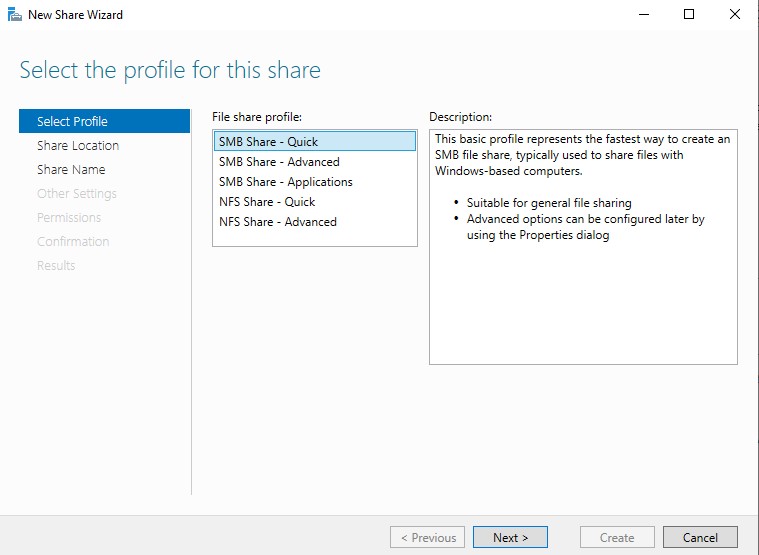 New Share Wizard
Select the profile for this share
Select Profile
Share Location
Share Name
Other Settings
Permissions
Confirmation
Results
File share profile:
SMB Share - Quick
SMB Share - Advanced
SMB Share - Applications
NFS Share - Quick
NFS Share - Advanced
Description:
This basic profile represents the fastest way to create an
SMB file share, typically used to share files with
Windows-based computers.
• Suitable for general file sharing
• Advanced options can be configured later by
using the Properties dialog
< Previous
Next >
Create
Cancel